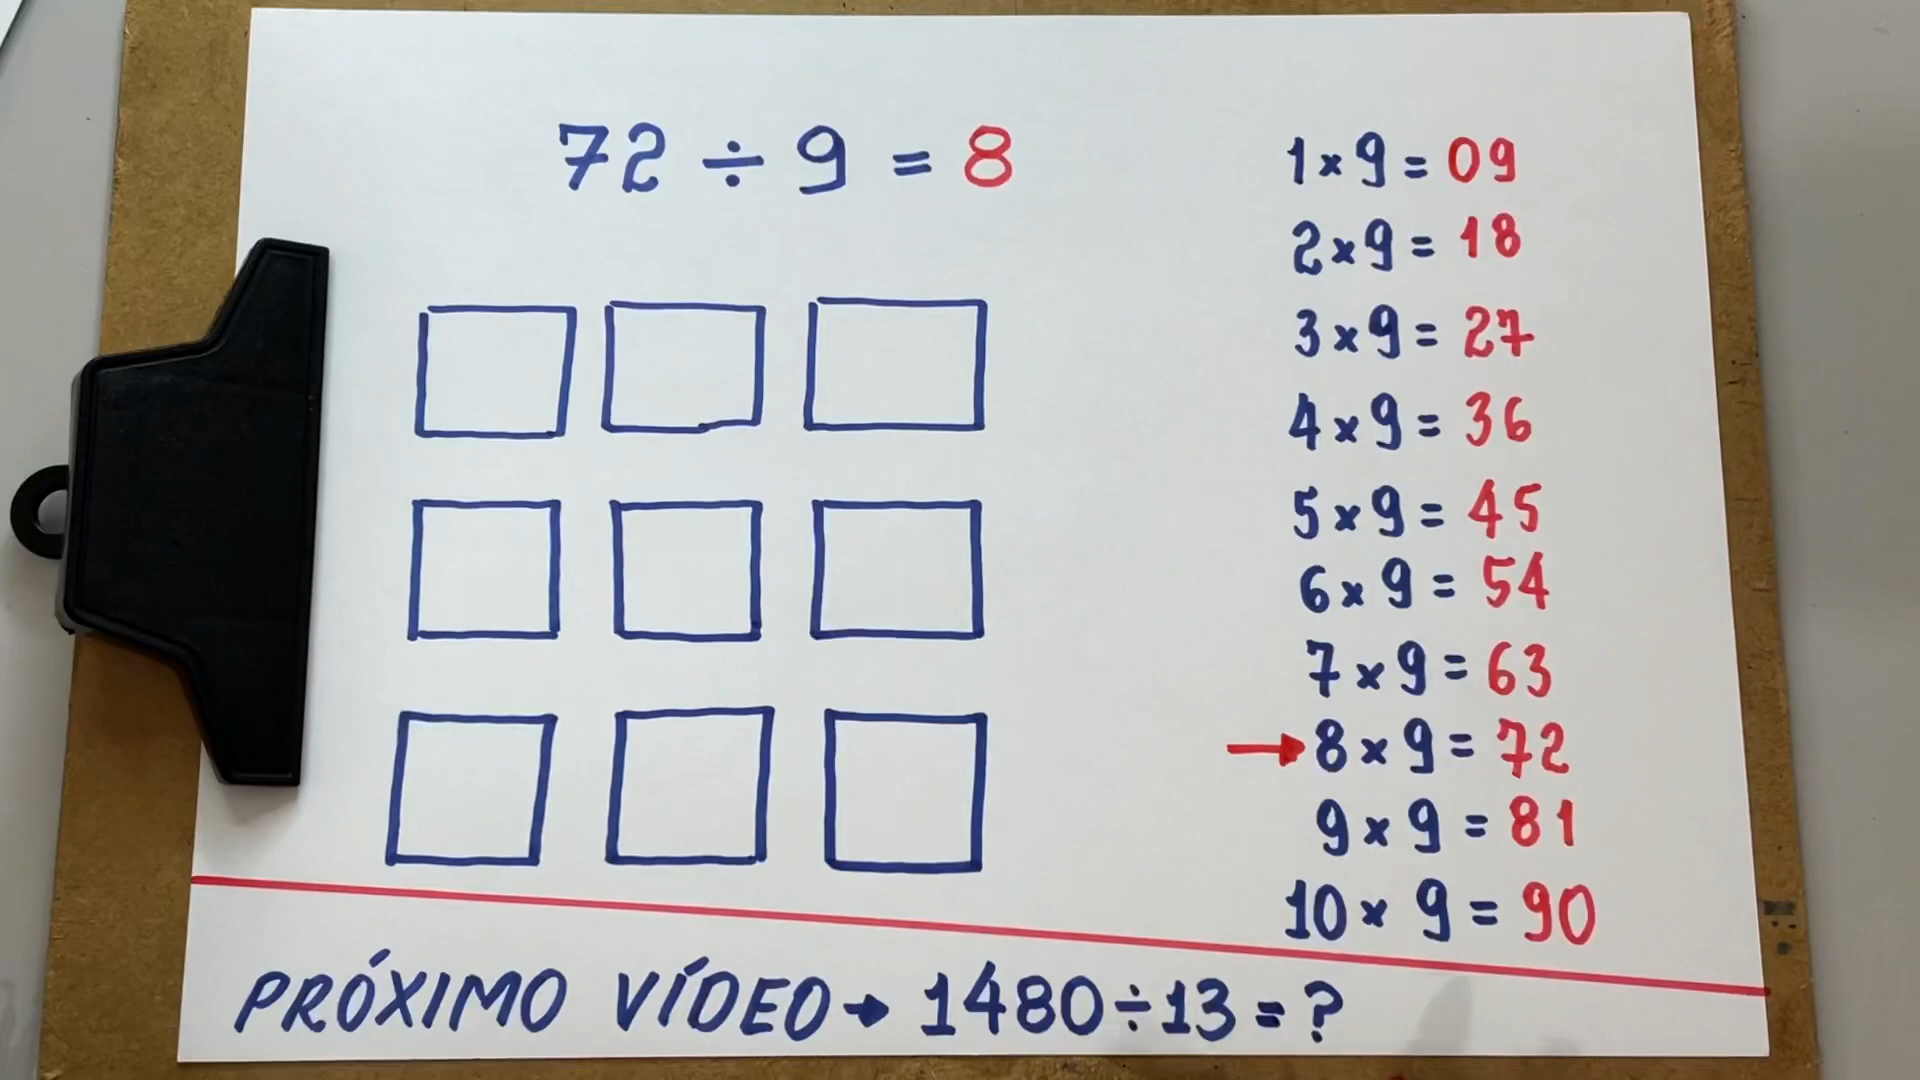 72 ÷ 9 = 8
1 × 9 = 09
2 × 9 = 18
3 × 9 = 27
4 × 9 = 36
5 × 9 = 45
6 × 9 = 54
7 × 9 = 63
→ 8 × 9 = 72
9 × 9 = 81
10 × 9 = 90
PRÓXIMO VÍDEO → 1480 ÷ 13 = ?